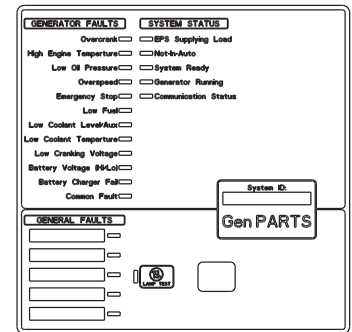 GENERATOR FAULTS
Overcrank
High Engine Temperture
Low Oil Pressure
Overspeed
Emergency Stop
Low Fuel
Low Coolant Level/Aux
Low Coolant Temperture
Low Cranking Voltage
Battery Voltage (Hi/Lo)
Battery Charger Fail
Common Fault
SYSTEM STATUS
EPS Supplying Load
Not-In-Auto
System Ready
Generator Running
Communication Status
System ID:
Gen PARTS
GENERAL FAULTS
LAMP TEST